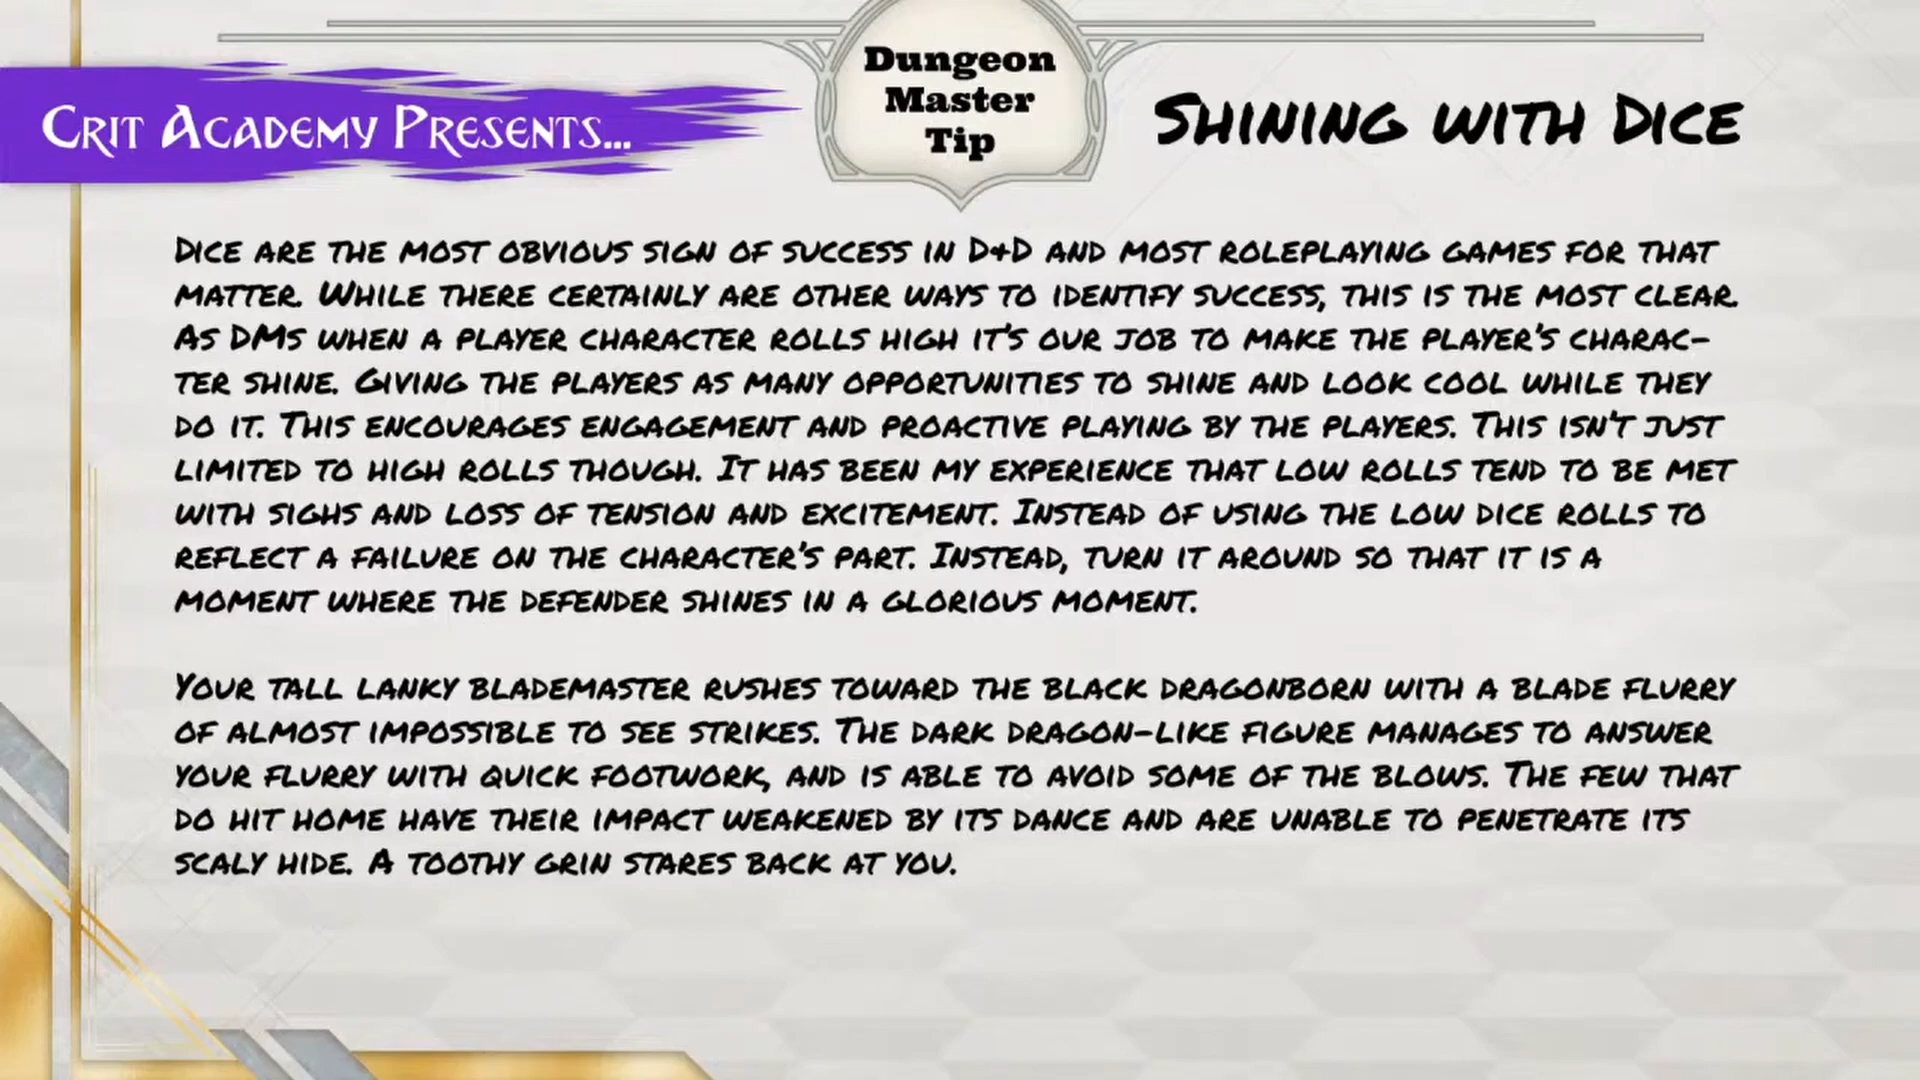 Dungeon
Master
Tip
Crit Academy Presents...
Shining with Dice
Dice are the most obvious sign of success in D&D and most roleplaying games for that
matter. While there certainly are other ways to identify success, this is the most clear.
As DMs when a player character rolls high it's our job to make the player's charac-
ter shine. Giving the players as many opportunities to shine and look cool while they
do it. This encourages engagement and proactive playing by the players. This isn't just
limited to high rolls though. It has been my experience that low rolls tend to be met
with sighs and loss of tension and excitement. Instead of using the low dice rolls to
reflect a failure on the character's part. Instead, turn it around so that it is a
moment where the defender shines in a glorious moment.
Your tall lanky blademaster rushes toward the black dragonborn with a blade flurry
of almost impossible to see strikes. The dark dragon-like figure manages to answer
your flurry with quick footwork, and is able to avoid some of the blows. The few that
do hit home have their impact weakened by its dance and are unable to penetrate its
scaly hide. A toothy grin stares back at you.